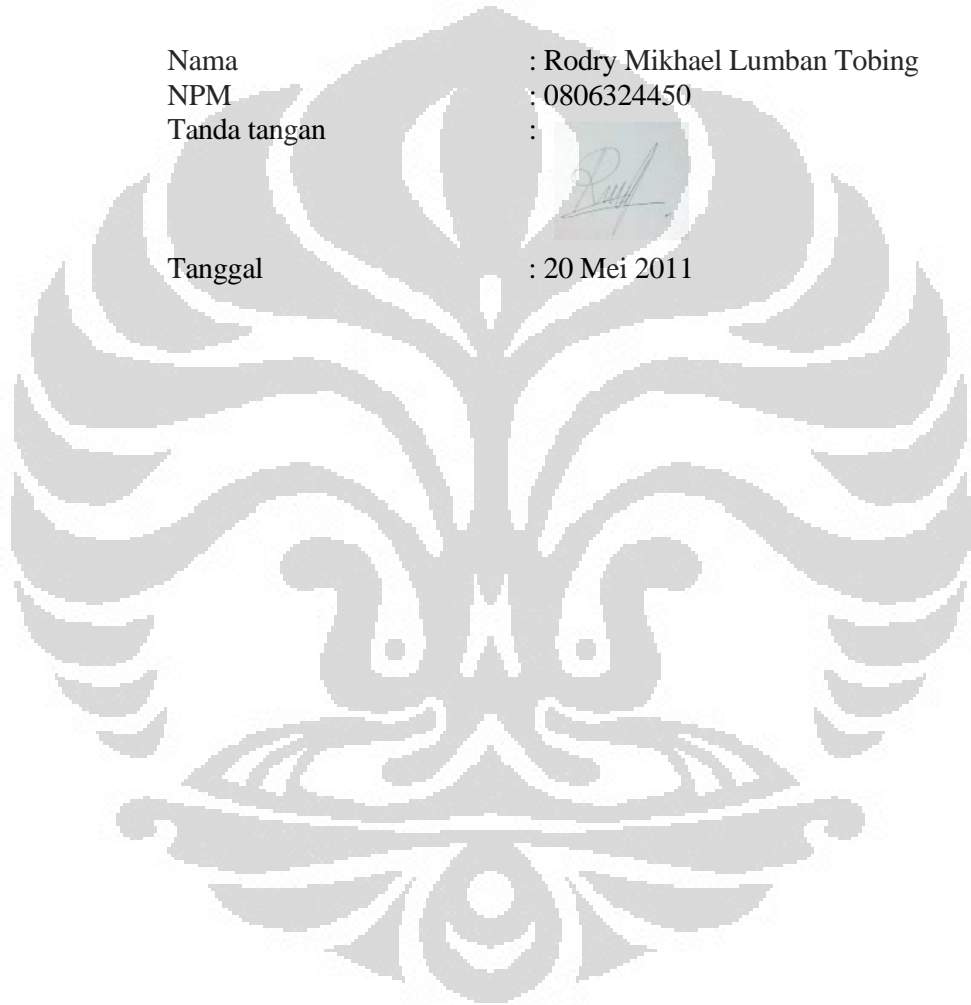 Nama : Rodry Mikhael Lumban Tobing
NPM : 0806324450
Tanda tangan :
Tanggal : 20 Mei 2011